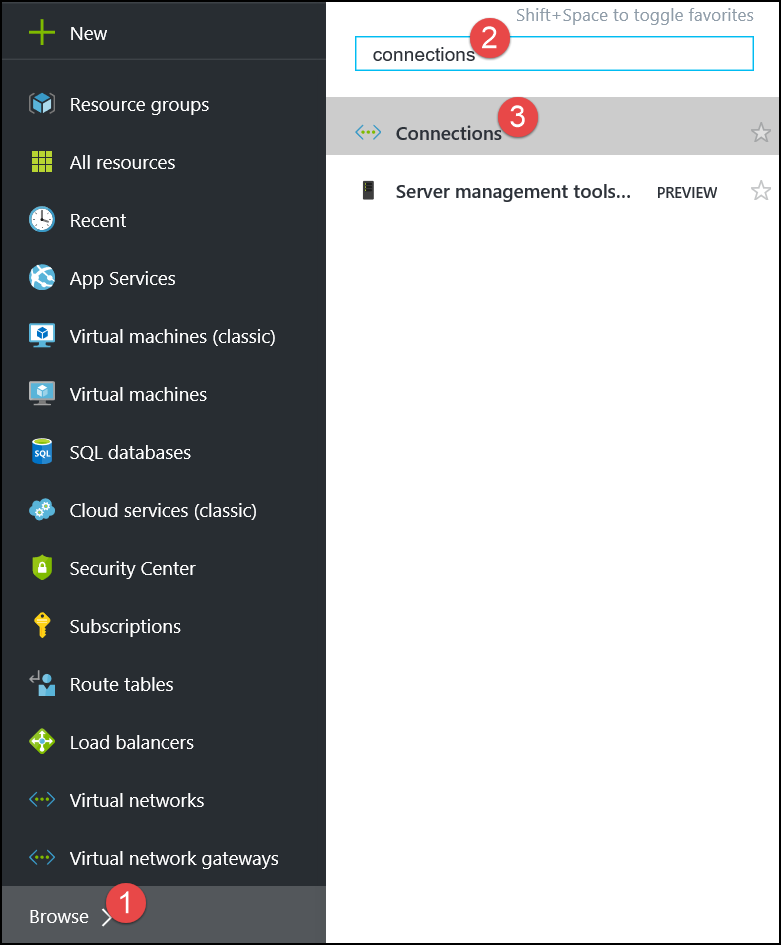 New
Resource groups
All resources
Recent
App Services
Virtual machines (classic)
Virtual machines
SQL
SQL databases
Cloud services (classic)
Security Center
Subscriptions
Route tables
Load balancers
Virtual networks
Virtual network gateways
Browse 1
Shift+Space to toggle favorites
connections 2
Connections 3
Server management tools... PREVIEW